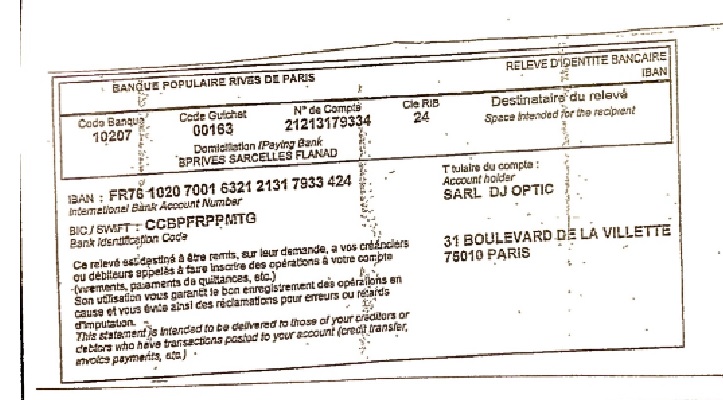 RELEVE D'IDENTITE BANCAIRE
IBAN
BANQUE POPULAIRE RIVES DE PARIS
Code Banque Code Guichet N° de Compte Cle RIB Destinataire du relevé
10207 00163 21213179334 24 Space intended for the recipient
Domiciliation /Paying Bank
BPRIVES SARCELLES FLANAD
IBAN : FR76 1020 7001 6321 2131 7933 424
International Bank Account Number
BIC / SWIFT : CCBPFRPPMTG
Bank Identification Code
Titulaire du compte :
Account holder
SARL DJ OPTIC
31 BOULEVARD DE LA VILLETTE
75010 PARIS
Ce relevé est destiné à être remis, sur leur demande, a vos créanciers
ou débiteurs appelés à faire inscrire des opérations à votre compte
(virements, paiements de quittances, etc.)
Son utilisation vous garantit le bon enregistrement des opérations en
cause et vous évite ainsi des réclamations pour erreurs ou retards
d'imputation.
This statement is intended to be delivered to those of your creditors or
debtors who have transactions posted to your account (credit transfer,
invoice payments, etc.)